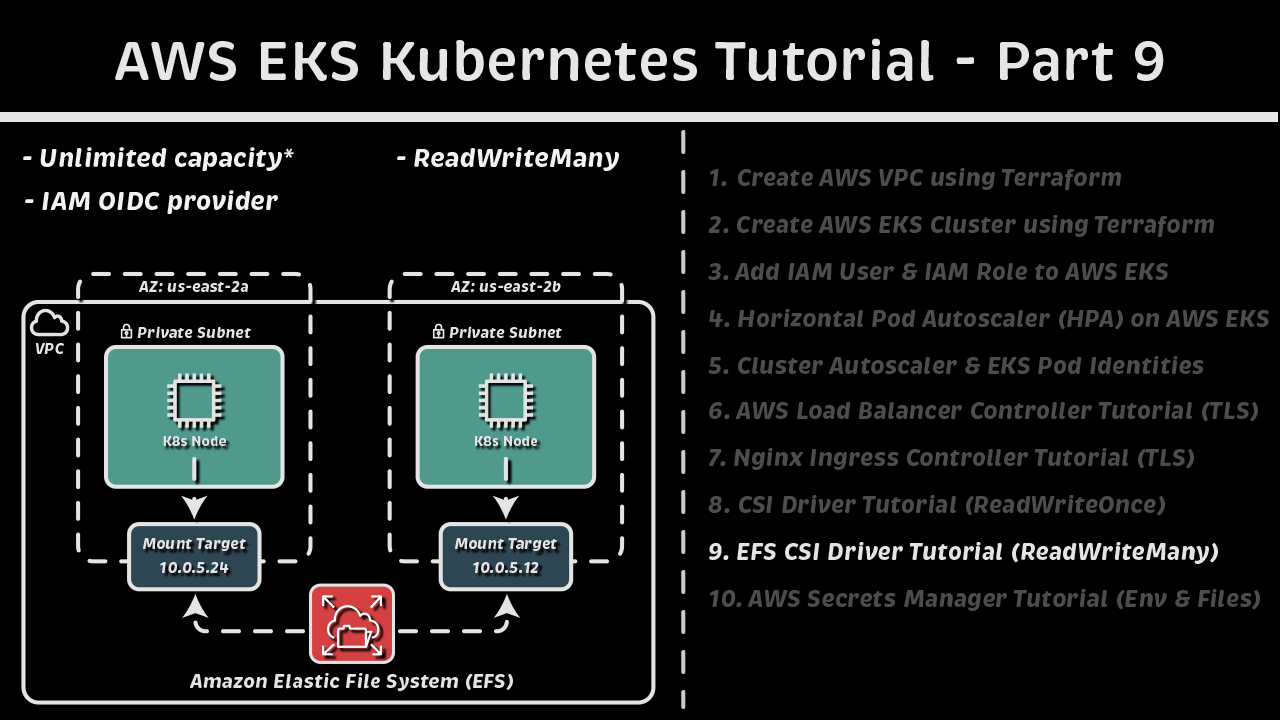 AWS EKS Kubernetes Tutorial - Part 9
- Unlimited capacity*
- ReadWriteMany
- IAM OIDC provider
AZ: us-east-2a
AZ: us-east-2b
VPC
Private Subnet
Private Subnet
K8s Node
K8s Node
Mount Target
10.0.5.24
Mount Target
10.0.5.12
Amazon Elastic File System (EFS)
1. Create AWS VPC using Terraform
2. Create AWS EKS Cluster using Terraform
3. Add IAM User & IAM Role to AWS EKS
4. Horizontal Pod Autoscaler (HPA) on AWS EKS
5. Cluster Autoscaler & EKS Pod Identities
6. AWS Load Balancer Controller Tutorial (TLS)
7. Nginx Ingress Controller Tutorial (TLS)
8. CSI Driver Tutorial (ReadWriteOnce)
9. EFS CSI Driver Tutorial (ReadWriteMany)
10. AWS Secrets Manager Tutorial (Env & Files)